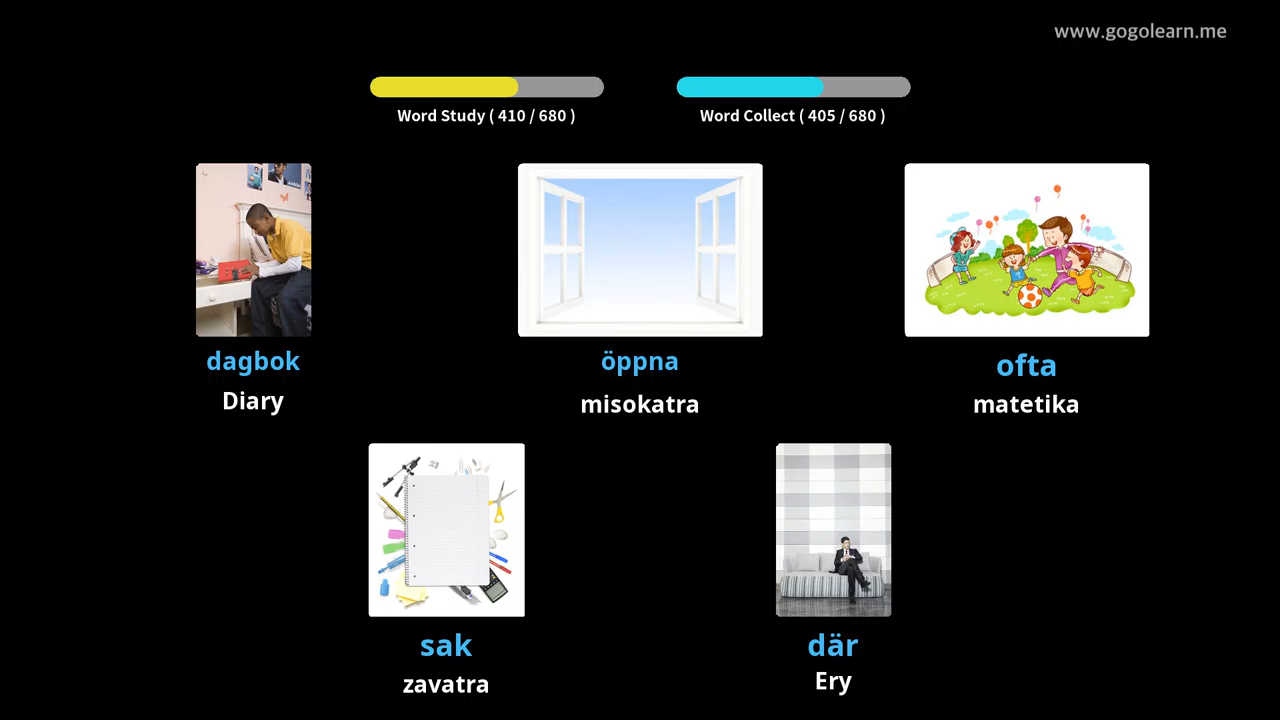 www.gogolearn.me
Word Study ( 410 / 680 )
Word Collect ( 405 / 680 )
dagbok
Diary
öppna
misokatra
ofta
matetika
sak
zavatra
där
Ery